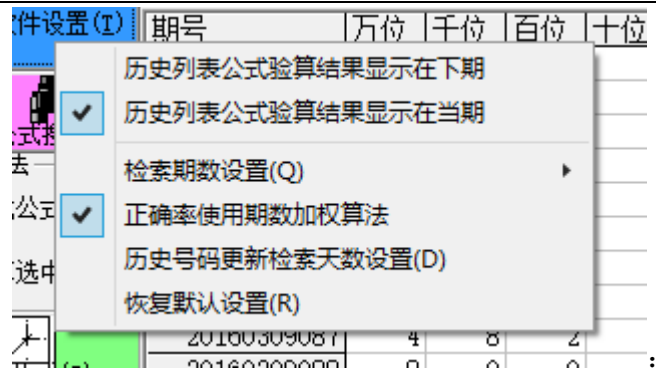 件设置(T) 期号 万位 千位 百位 十位
历史列表公式验算结果显示在下期
历史列表公式验算结果显示在当期
检索期数设置(Q)
公式
正确率使用期数加权算法
历史号码更新检索天数设置(D)
选中
恢复默认设置(R)
20160309087 4 8 2
：